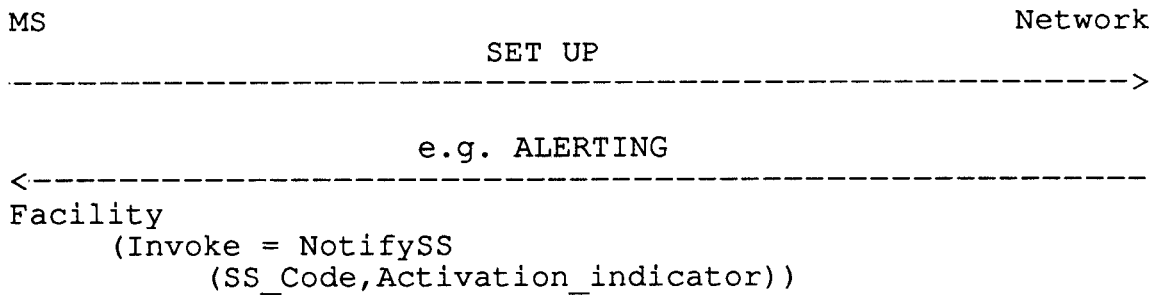 MS Network
SET UP
------------------------------------------------------------>
e.g. ALERTING
<------------------------------------------------------------
Facility
(Invoke = NotifySS
(SS_Code,Activation_indicator))